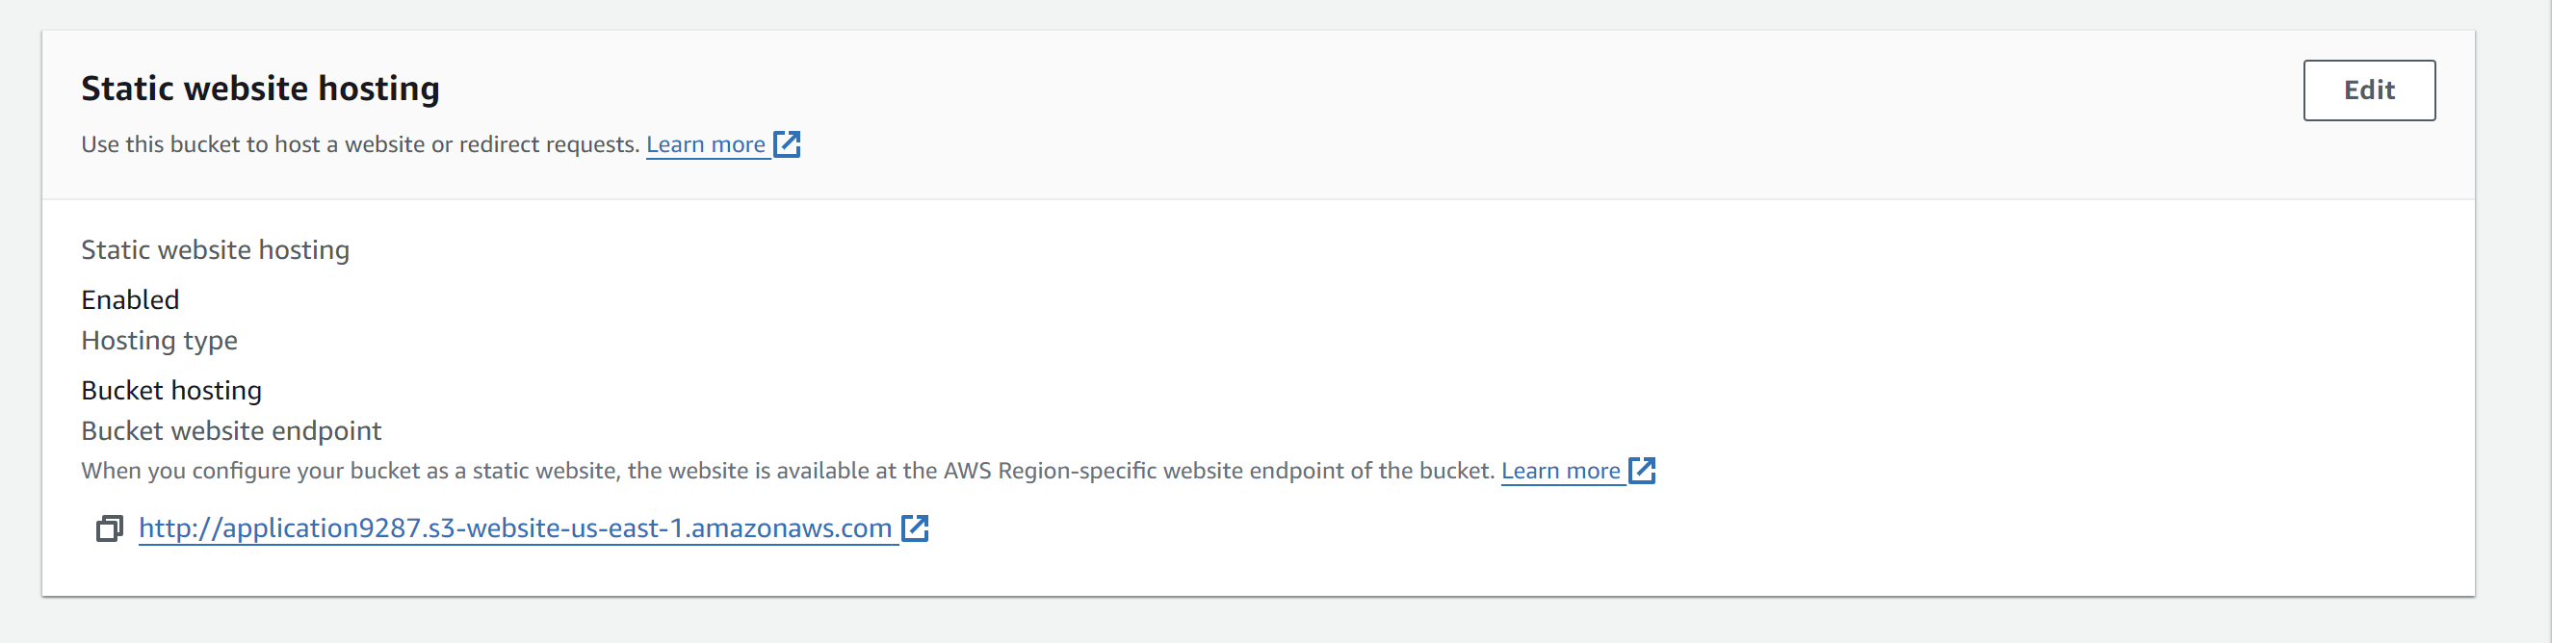 Static website hosting
Edit
Use this bucket to host a website or redirect requests. Learn more
Static website hosting
Enabled
Hosting type
Bucket hosting
Bucket website endpoint
When you configure your bucket as a static website, the website is available at the AWS Region-specific website endpoint of the bucket. Learn more
http://application9287.s3-website-us-east-1.amazonaws.com